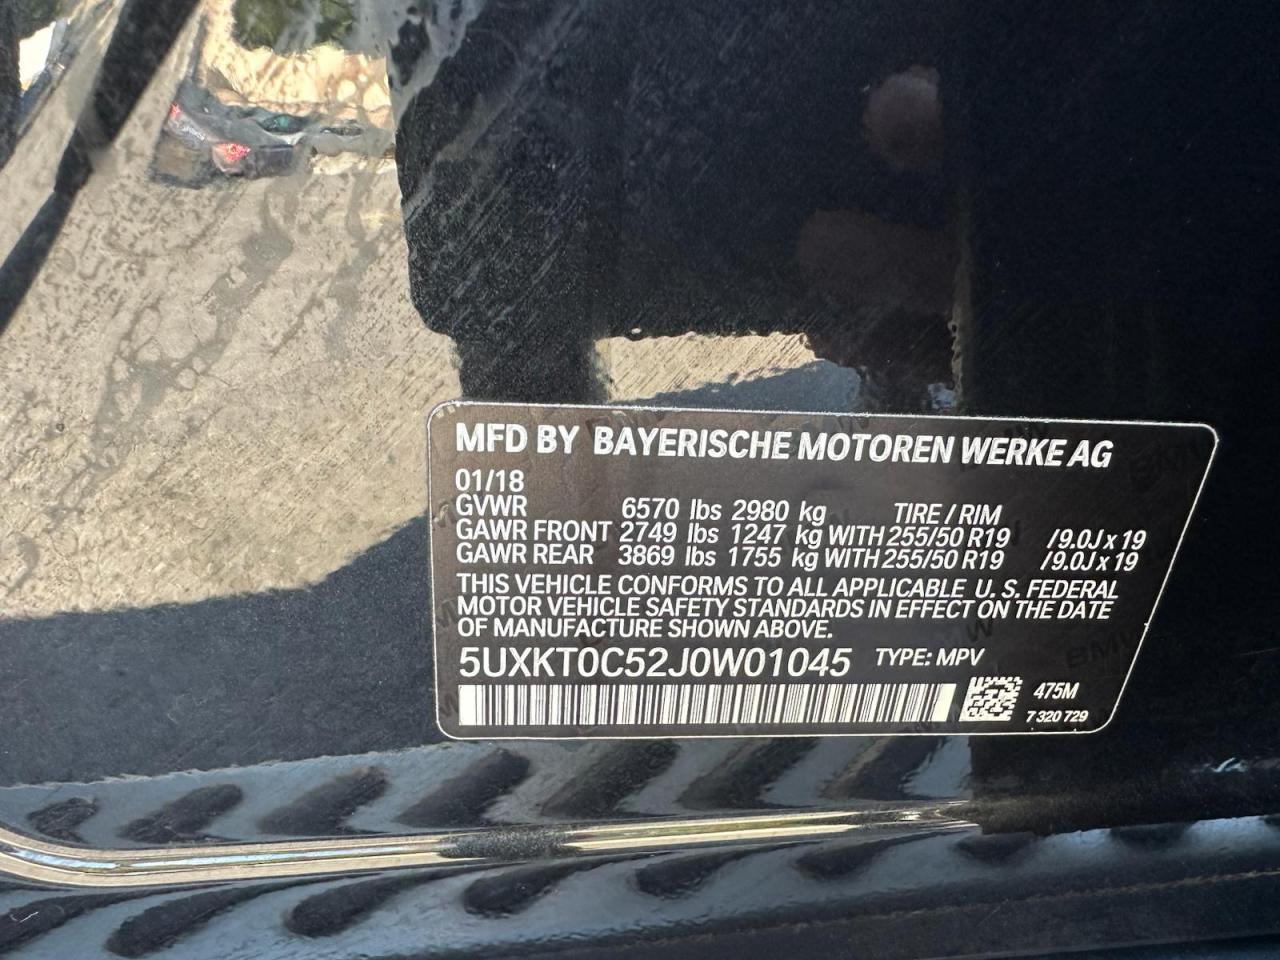 MFD BY BAYERISCHE MOTOREN WERKE AG
01/18
GVWR 6570 lbs 2980 kg TIRE / RIM
GAWR FRONT 2749 lbs 1247 kg WITH 255/50 R19 /9.0J x 19
GAWR REAR 3869 lbs 1755 kg WITH 255/50 R19 /9.0J x 19
THIS VEHICLE CONFORMS TO ALL APPLICABLE U. S. FEDERAL
MOTOR VEHICLE SAFETY STANDARDS IN EFFECT ON THE DATE
OF MANUFACTURE SHOWN ABOVE.
5UXKT0C52J0W01045 TYPE: MPV
475M
7 320 729